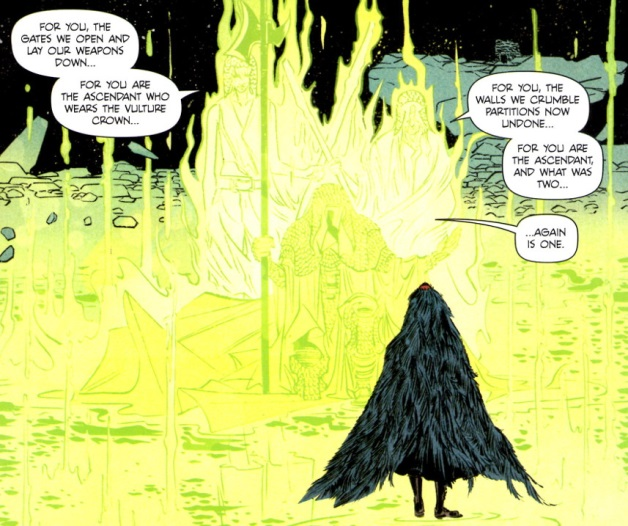 FOR YOU, THE
GATES WE OPEN AND
LAY OUR WEAPONS
DOWN...
FOR YOU ARE
THE ASCENDANT WHO
WEARS THE VULTURE
CROWN...
FOR YOU, THE
WALLS WE CRUMBLE
PARTITIONS NOW
UNDONE...
FOR YOU ARE
THE ASCENDANT,
AND WHAT WAS
TWO...
...AGAIN
IS ONE.